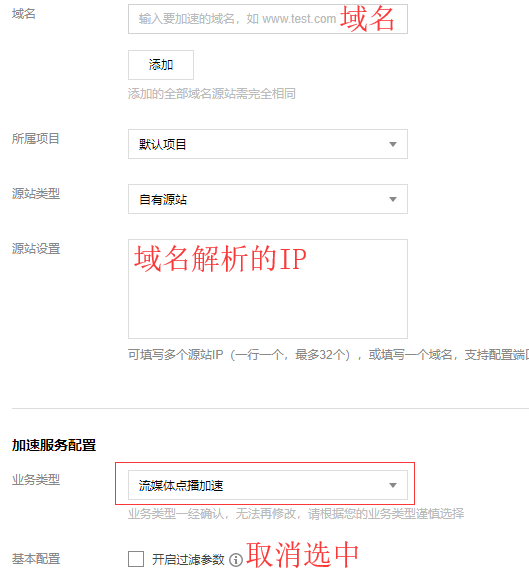 域名 输入要加速的域名，如 www.test.com 域名
添加
添加的全部域名源站需完全相同
所属项目 默认项目
源站类型 自有源站
源站设置 域名解析的IP
可填写多个源站IP（一行一个，最多32个），或填写一个域名，支持配置端
加速服务配置
业务类型 流媒体点播加速
业务类型一经确认，无法再修改，请根据您的业务类型谨慎选择
基本配置 开启过滤参数 取消选中